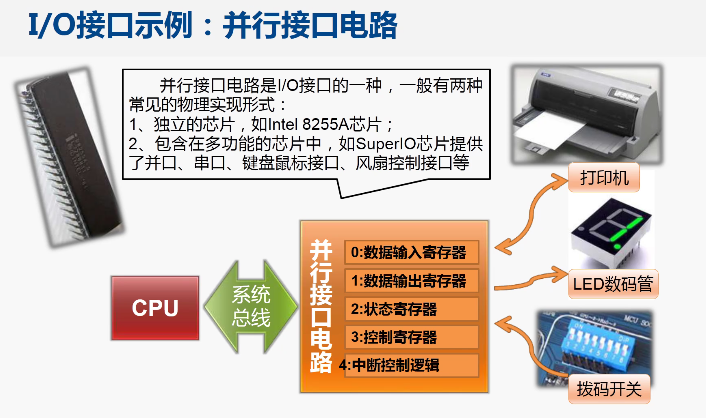 I/O接口示例：并行接口电路
并行接口电路是I/O接口的一种，一般有两种
常见的物理实现形式：
1、独立的芯片，如Intel 8255A芯片；
2、包含在多功能的芯片中，如SuperIO芯片提供
了并口、串口、键盘鼠标接口、风扇控制接口等
打印机
LED数码管
拨码开关
CPU
系统
总线
并行接口电路
0:数据输入寄存器
1:数据输出寄存器
2:状态寄存器
3:控制寄存器
4:中断控制逻辑